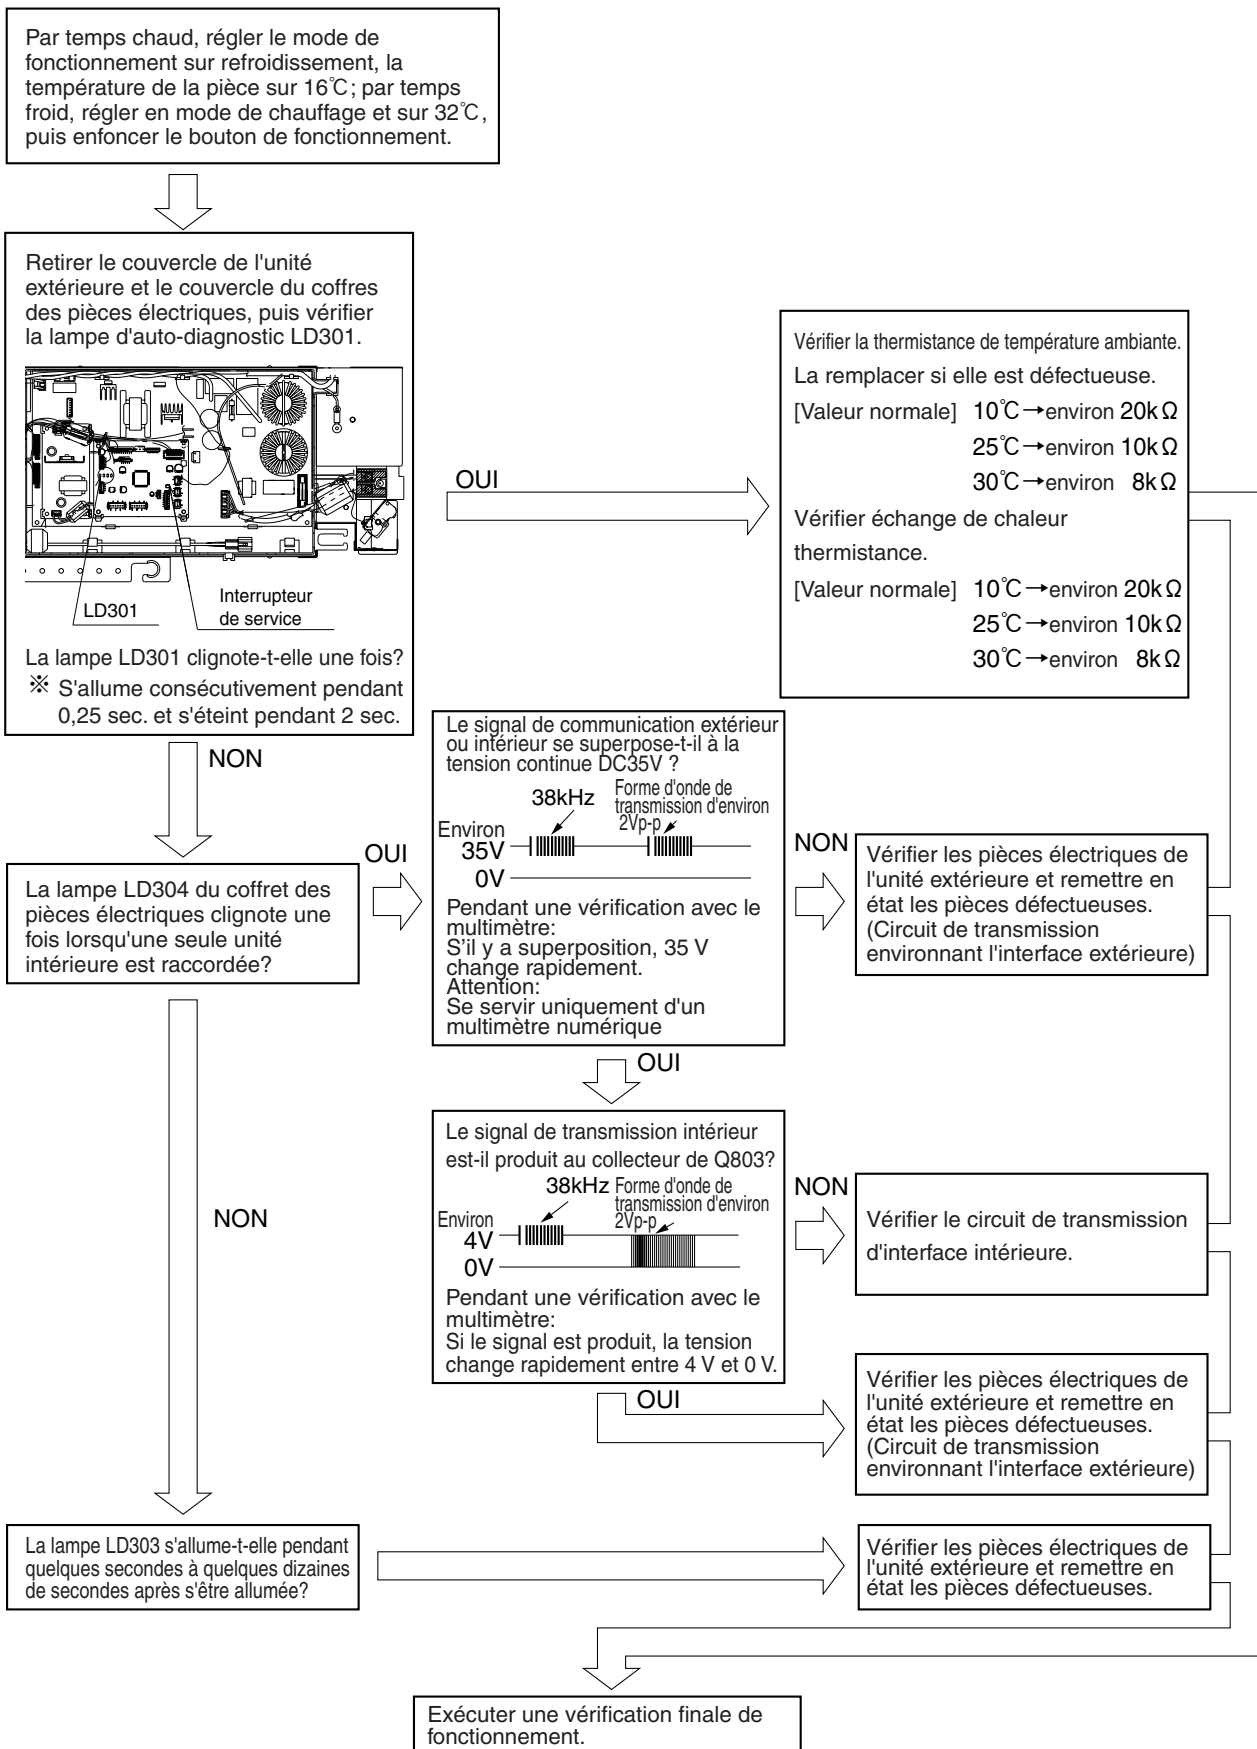 Par temps chaud, régler le mode de
fonctionnement sur refroidissement, la
température de la pièce sur 16℃; par temps
froid, régler en mode de chauffage et sur 32℃,
puis enfoncer le bouton de fonctionnement.
Retirer le couvercle de l'unité
extérieure et le couvercle du coffres
des pièces électriques, puis vérifier
la lampe d'auto-diagnostic LD301.
LD301
Interrupteur
de service
La lampe LD301 clignote-t-elle une fois?
※ S'allume consécutivement pendant
0,25 sec. et s'éteint pendant 2 sec.
OUI
Vérifier la thermistance de température ambiante.
La remplacer si elle est défectueuse.
[Valeur normale] 10℃→environ 20kΩ
25℃→environ 10kΩ
30℃→environ 8kΩ
Vérifier échange de chaleur
thermistance.
[Valeur normale] 10℃→environ 20kΩ
25℃→environ 10kΩ
30℃→environ 8kΩ
NON
La lampe LD304 du coffret des
pièces électriques clignote une
fois lorsqu'une seule unité
intérieure est raccordée?
OUI
Le signal de communication extérieur
ou intérieur se superpose-t-il à la
tension continue DC35V ?
38kHz
Forme d'onde de
transmission d'environ
2Vp-p
Environ
35V
0V
Pendant une vérification avec le
multimètre:
S'il y a superposition, 35 V
change rapidement.
Attention:
Se servir uniquement d'un
multimètre numérique
NON
Vérifier les pièces électriques de
l'unité extérieure et remettre en
état les pièces défectueuses.
(Circuit de transmission
environnant l'interface extérieure)
OUI
Le signal de transmission intérieur
est-il produit au collecteur de Q803?
38kHz
Forme d'onde de
transmission d'environ
2Vp-p
Environ
4V
0V
Pendant une vérification avec le
multimètre:
Si le signal est produit, la tension
change rapidement entre 4 V et 0 V.
NON
Vérifier le circuit de transmission
d'interface intérieure.
OUI
Vérifier les pièces électriques de
l'unité extérieure et remettre en
état les pièces défectueuses.
(Circuit de transmission
environnant l'interface extérieure)
NON
La lampe LD303 s'allume-t-elle pendant
quelques secondes à quelques dizaines
de secondes après s'être allumée?
Vérifier les pièces électriques de
l'unité extérieure et remettre en
état les pièces défectueuses.
Exécuter une vérification finale de
fonctionnement.